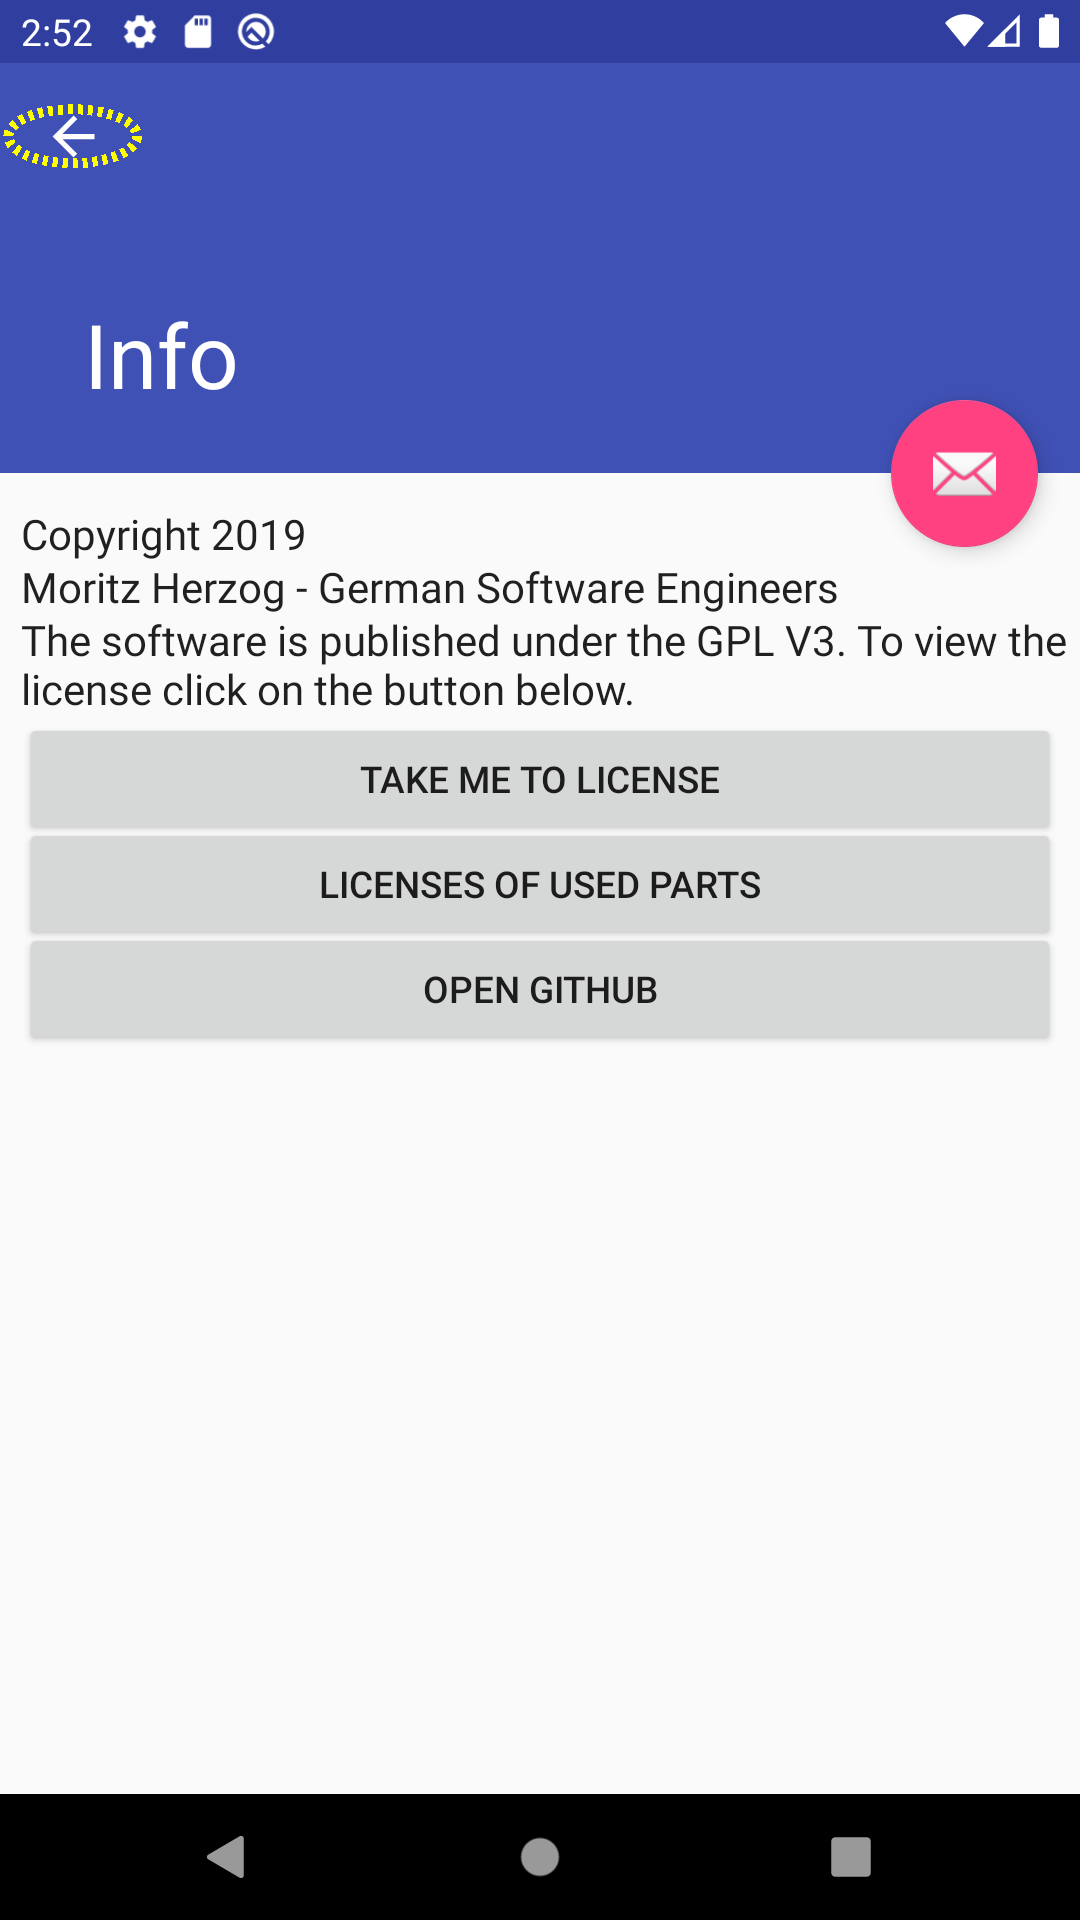 2:52
Info
Copyright 2019
Moritz Herzog - German Software Engineers
The software is published under the GPL V3. To view the
license click on the button below.
TAKE ME TO LICENSE
LICENSES OF USED PARTS
OPEN GITHUB